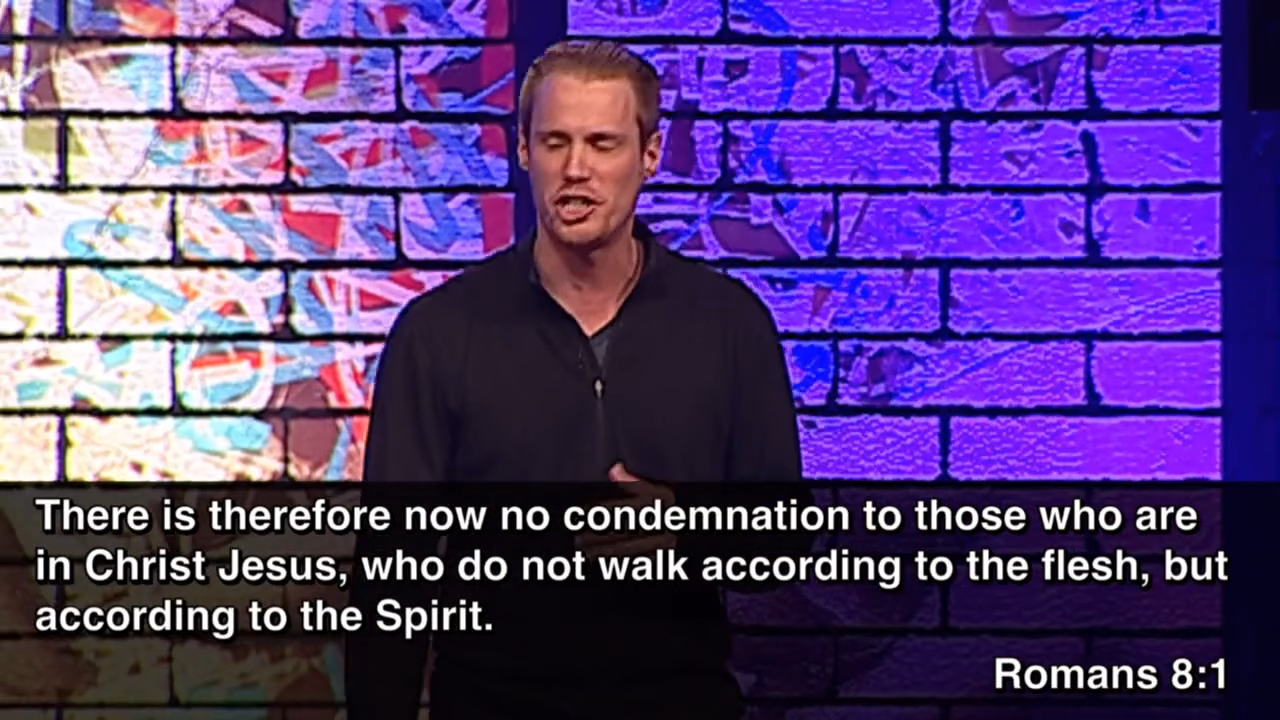 There is therefore now no condemnation to those who are
in Christ Jesus, who do not walk according to the flesh, but
according to the Spirit.
Romans 8:1